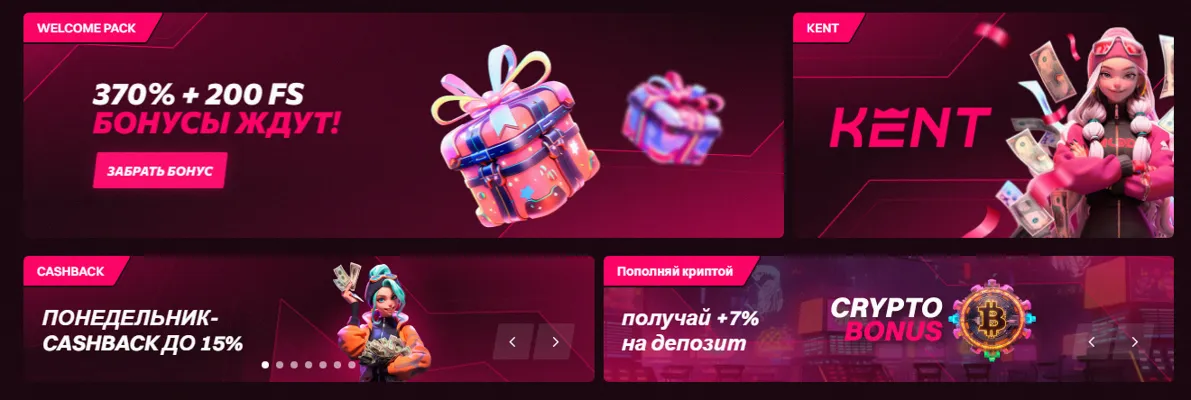 WELCOME PACK
370% + 200 FS
БОНУСЫ ЖДУТ!
ЗАБРАТЬ БОНУС
KENT
KENT
CASHBACK
ПОНЕДЕЛЬНИК-
CASHBACK ДО 15%
Пополняй криптой
получай +7%
на депозит
CRYPTO
BONUS